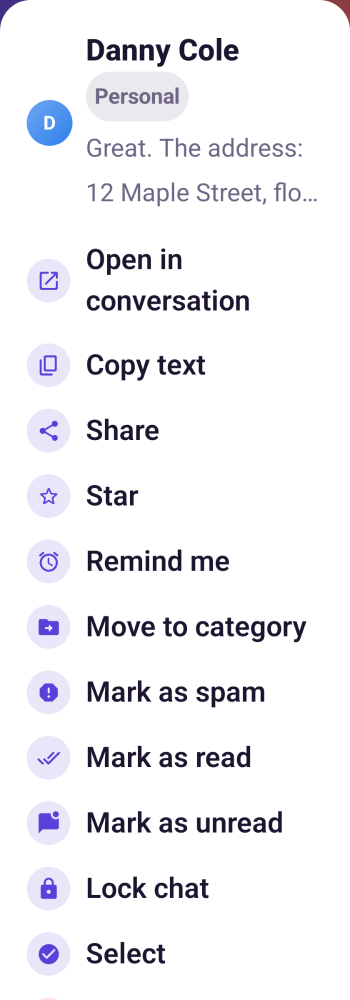 Danny Cole
Personal
D
Great. The address:
12 Maple Street, flo...
Open in
conversation
Copy text
Share
Star
Remind me
Move to category
Mark as spam
Mark as read
Mark as unread
Lock chat
Select